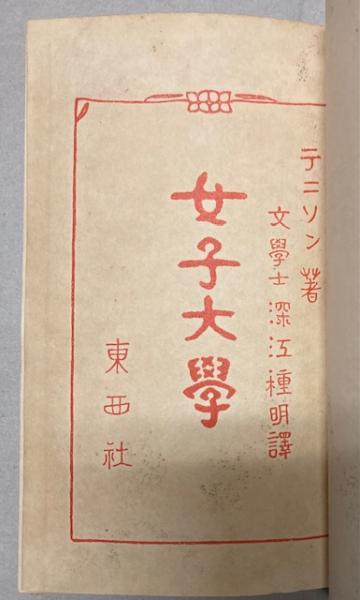 テニソン著
文學士 深江種明譯
女子大學
東西社